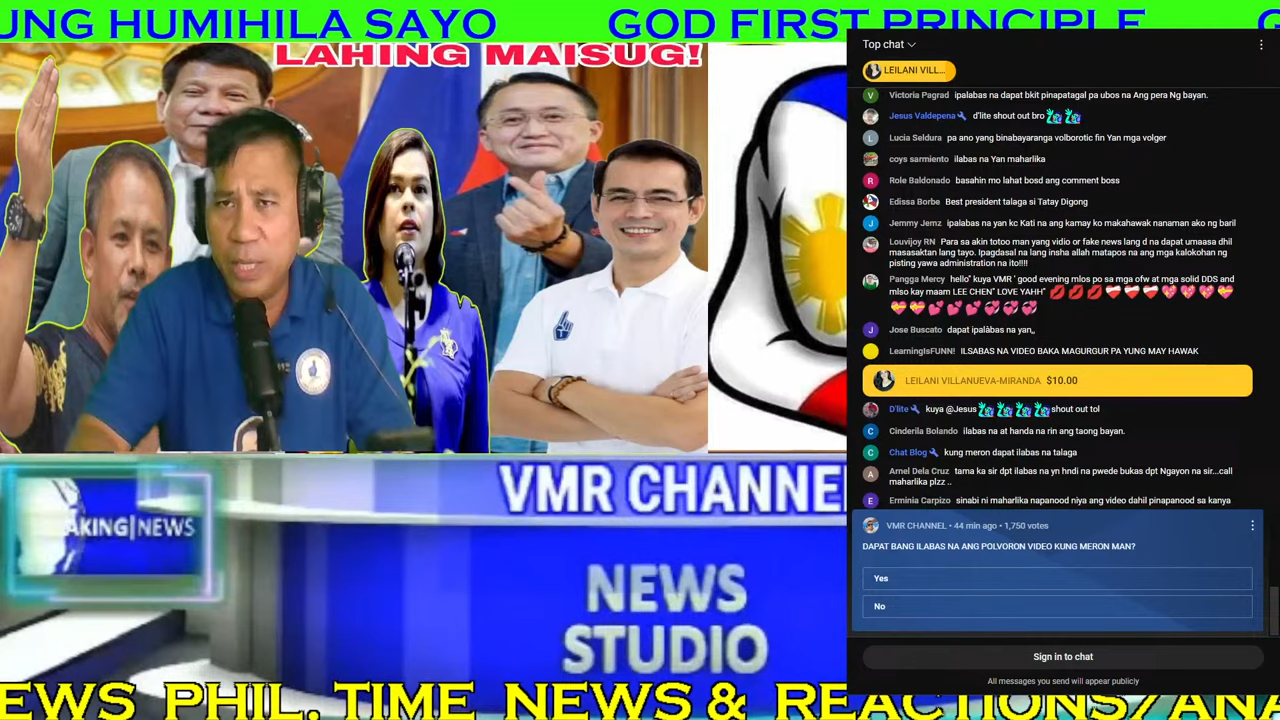 UNG HUMIHILA SAYO GOD FIRST PRINCIPLE
LAHING MAISUG!
Top chat
LEILANI VILL...
Victoria Pagrad ipalabas na dapat bkit pinapatagal pa ubos na Ang pera Ng bayan.
Jesus Valdepena d'lite shout out bro
Lucia Seldura pa ano yang binabayaranga volborotic fin Yan mga volger
coys sarmiento ilabas na Yan maharlika
Role Baldonado basahin mo lahat bosd ang comment boss
Edissa Borbe Best president talaga si Tatay Digong
Jemmy Jemz ipalabas na yan kc Kati na ang kamay ko makahawak nanaman ako ng baril
Louvijoy RN Para sa akin totoo man yang vidio or fake news lang d na dapat umaasa dhil
masasaktan lang tayo. Ipagdasal na lang insha allah matapos na ang mga kalokohan ng
pisting yawa administration na ito!!!!
Pangga Mercy hello" kuya VMR ' good evening mlos po sa mga ofw at mga solid DDS and
mlso kay maam LEE CHEN" LOVE YAHH" 💋💋💋❤️‍🩹❤️‍🩹❤️‍🩹💖💖💖💝
💝💝💕💕💕💞💞💞
Jose Buscato dapat ipalàbas na yan,,
LearningIsFUNN! ILSABAS NA VIDEO BAKA MAGURGUR PA YUNG MAY HAWAK
LEILANI VILLANUEVA-MIRANDA $10.00
D'lite kuya @Jesus shout out tol
Cinderila Bolando ilabas na at handa na rin ang taong bayan.
Chat Blog kung meron dapat ilabas na talaga
Arnel Dela Cruz tama ka sir dpt ilabas na yn hndi na pwede bukas dpt Ngayon na sir...call
maharlika plzz ..
Erminia Carpizo sinabi ni maharlika napanood niya ang video dahil pinapanood sa kanya
VMR CHANNEL • 44 min ago • 1,750 votes
DAPAT BANG ILABAS NA ANG POLVORON VIDEO KUNG MERON MAN?
Yes
No
Sign in to chat
All messages you send will appear publicly
VMR CHANNE
AKING|NEWS
NEWS
STUDIO
EWS PHIL. TIME NEWS & REACTIONS/ANA